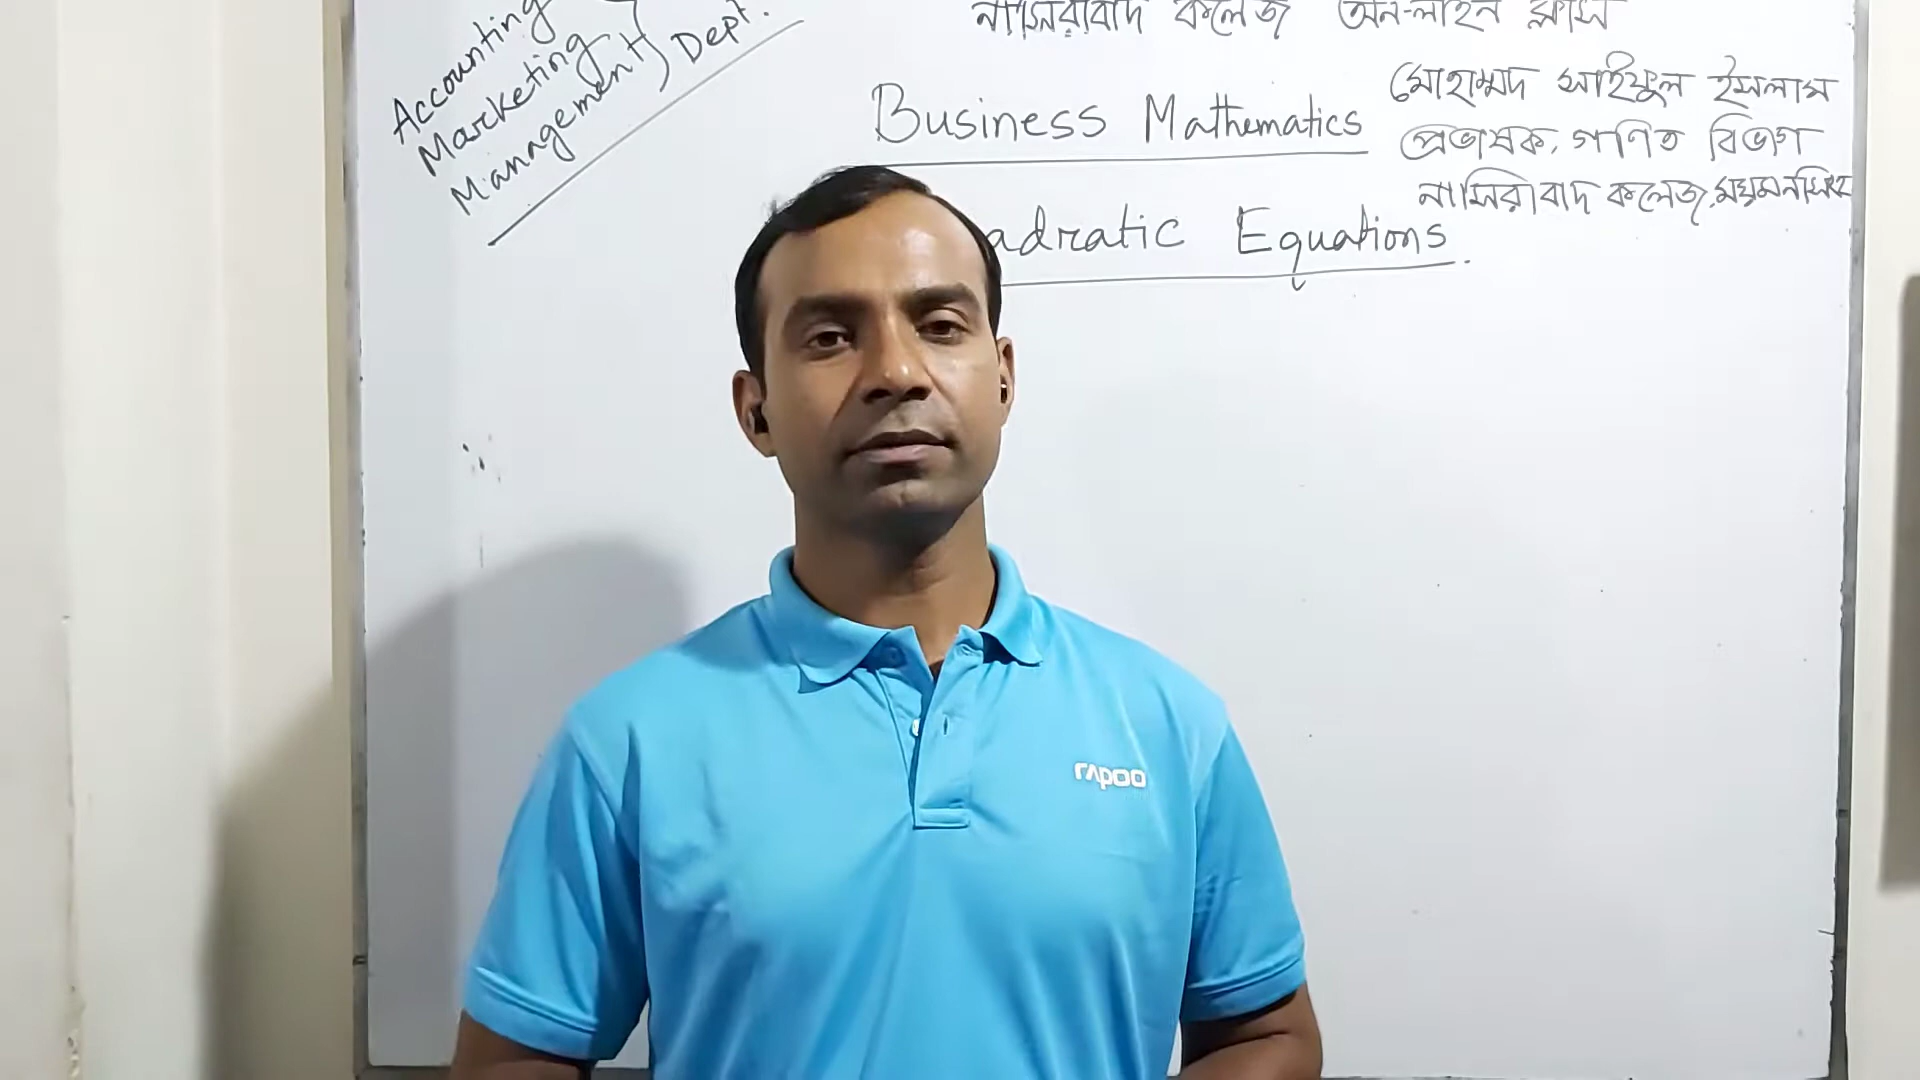 Accounting
Marketing
Management
Dept.
নাসিরাবাদ কলেজ অন-লাইন ক্লাস
Business Mathematics
মোহাম্মদ সাইফুল ইসলাম
প্রভাষক, গণিত বিভাগ
নাসিরাবাদ কলেজ, ময়মনসিংহ
adratic Equations.
rapoo